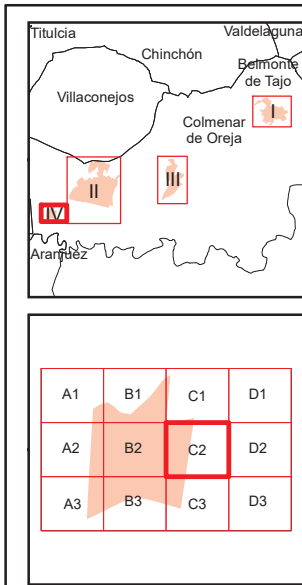 Titulcia
Valdelaguna
Chinchón
Belmonte
de Tajo
Villaconejos
I
Colmenar
de Oreja
II
III
IV
Aranjuez
A1 B1 C1 D1
A2 B2 C2 D2
A3 B3 C3 D3